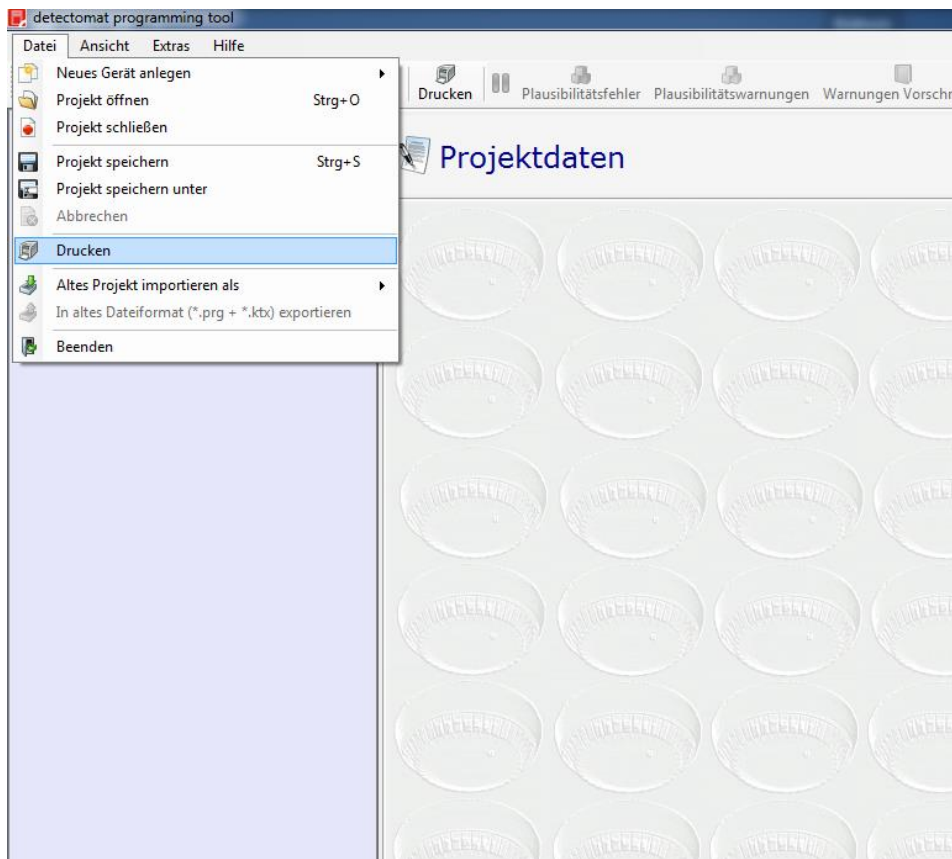 detectomat programming tool
Datei Ansicht Extras Hilfe
Neues Gerät anlegen
Projekt öffnen Strg+O
Projekt schließen
Projekt speichern Strg+S
Projekt speichern unter
Abbrechen
Drucken
Altes Projekt importieren als
In altes Dateiformat (*.prg + *.ktx) exportieren
Beenden
Drucken Plausibilitätsfehler Plausibilitätswarnungen Warnungen Vorschr
Projektdaten